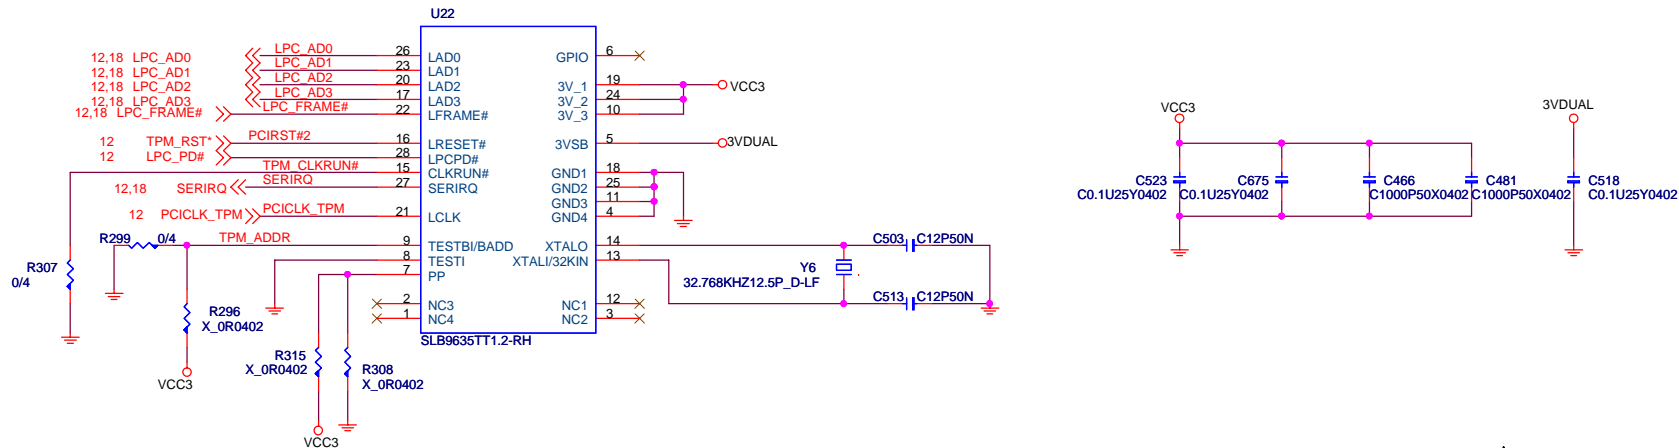 U22
12,18 LPC_AD0 LPC_AD0 26 LAD0 GPIO 6
12,18 LPC_AD1 LPC_AD1 23 LAD1
12,18 LPC_AD2 LPC_AD2 20 LAD2 3V_1 19 VCC3
12,18 LPC_AD3 LPC_AD3 17 LAD3 3V_2 24
12,18 LPC_FRAME# LPC_FRAME# 22 LFRAME# 3V_3 10
12 TPM_RST* PCIRST#2 16 LRESET# 3VSB 5 3VDUAL
12 LPC_PD# 28 LPCPD#
TPM_CLKRUN# 15 CLKRUN# GND1 18
12,18 SERIRQ SERIRQ 27 SERIRQ GND2 25
GND3 11
12 PCICLK_TPM PCICLK_TPM 21 LCLK GND4 4
R299 0/4 TPM_ADDR 9 TESTBI/BADD XTALO 14 C503 C12P50N
8 TESTI XTALI/32KIN 13
R307 0/4
7 PP
Y6
32.768KHZ12.5P_D-LF
2 NC3 NC1 12 C513 C12P50N
1 NC4 NC2 3
R296
X_0R0402
SLB9635TT1.2-RH
R315
X_0R0402
R308
X_0R0402
VCC3
VCC3
VCC3 3VDUAL
C523
C0.1U25Y0402
C675
C0.1U25Y0402
C466
C1000P50X0402
C481
C1000P50X0402
C518
C0.1U25Y0402